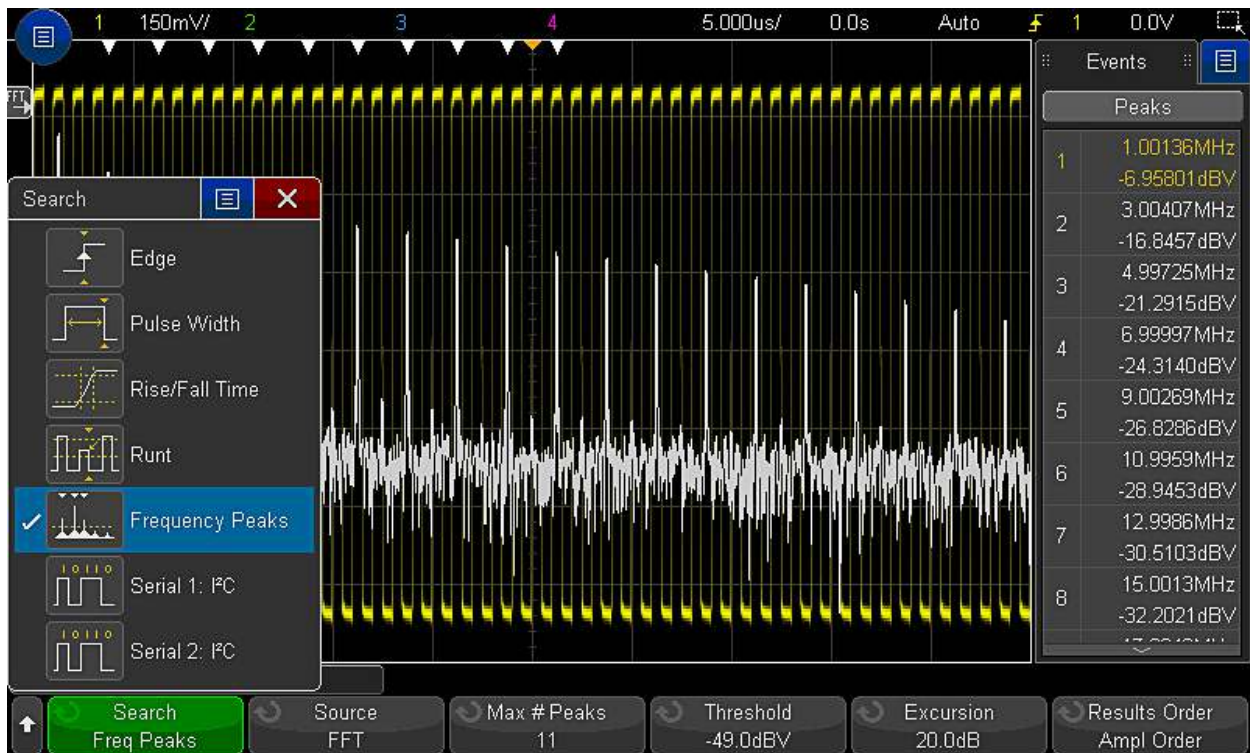 1 150mV/ 2 3 4 5.000us/ 0.0s Auto 1 0.0V
FFT
Events
Peaks
1 1.00136MHz
-6.95801dBV
2 3.00407MHz
-16.8457dBV
3 4.99725MHz
-21.2915dBV
4 6.99997MHz
-24.3140dBV
5 9.00269MHz
-26.8286dBV
6 10.9959MHz
-28.9453dBV
7 12.9986MHz
-30.5103dBV
8 15.0013MHz
-32.2021dBV
Search
Edge
Pulse Width
Rise/Fall Time
Runt
Frequency Peaks
10110
Serial 1: I²C
10110
Serial 2: I²C
Search
Freq Peaks
Source
FFT
Max # Peaks
11
Threshold
-49.0dBV
Excursion
20.0dB
Results Order
Ampl Order